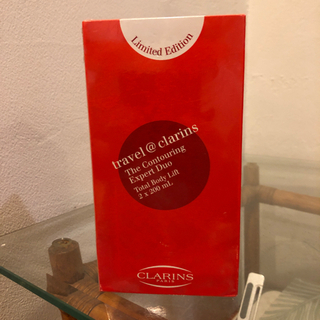 Limited Edition
travel@clarins
The Contouring
Expert Duo
Total Body Lift
2 x 200 mL
CLARINS
PARIS